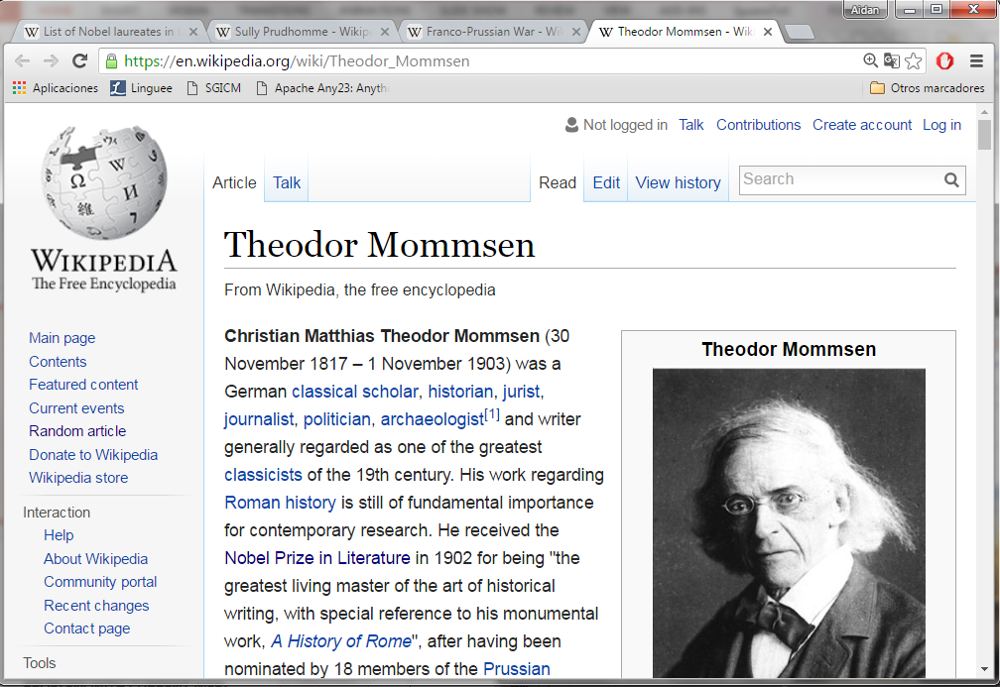 Aidan
List of Nobel laureates in
Sully Prudhomme - Wikip
Franco-Prussian War - Wi
Theodor Mommsen - Wik
https://en.wikipedia.org/wiki/Theodor_Mommsen
Aplicaciones Linguee SGICM Apache Any23: Anythi Otros marcadores
Not logged in Talk Contributions Create account Log in
Article Talk Read Edit View history Search
WIKIPEDIA
The Free Encyclopedia
Main page
Contents
Featured content
Current events
Random article
Donate to Wikipedia
Wikipedia store
Interaction
Help
About Wikipedia
Community portal
Recent changes
Contact page
Tools
Theodor Mommsen
From Wikipedia, the free encyclopedia
Christian Matthias Theodor Mommsen (30
November 1817 – 1 November 1903) was a
German classical scholar, historian, jurist,
journalist, politician, archaeologist[1] and writer
generally regarded as one of the greatest
classicists of the 19th century. His work regarding
Roman history is still of fundamental importance
for contemporary research. He received the
Nobel Prize in Literature in 1902 for being "the
greatest living master of the art of historical
writing, with special reference to his monumental
work, A History of Rome", after having been
nominated by 18 members of the Prussian
Theodor Mommsen